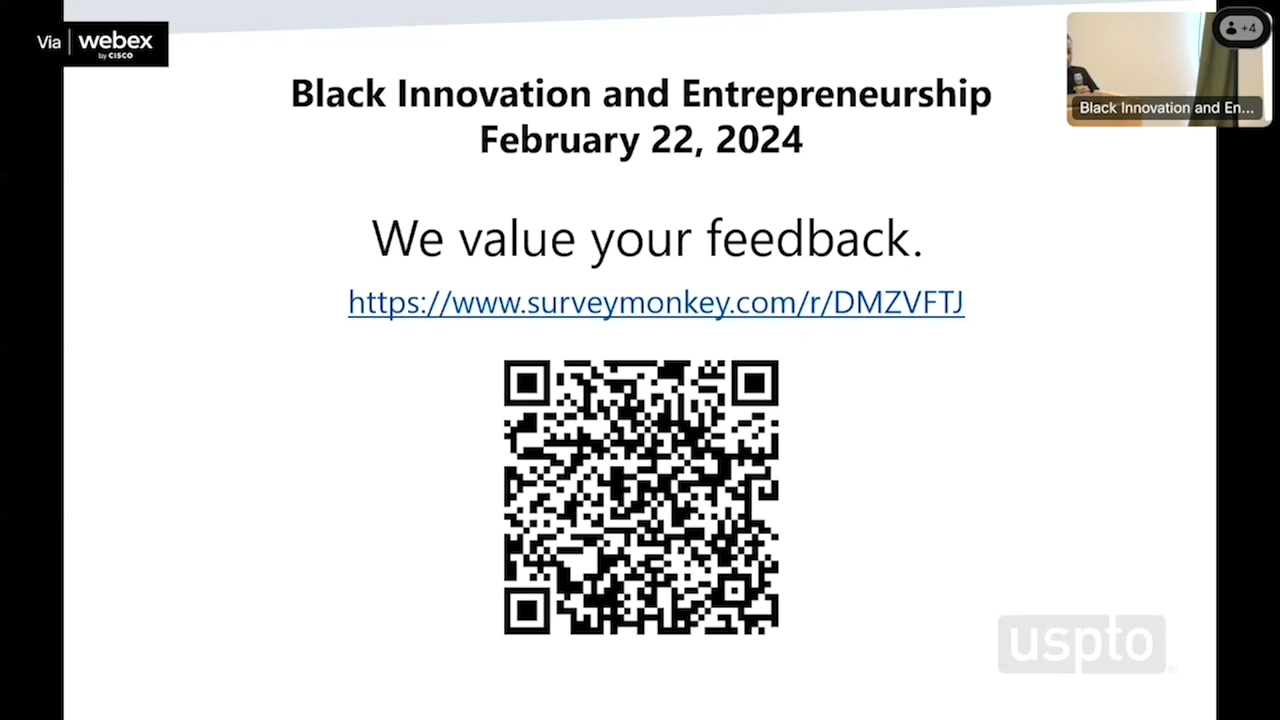 Via webex
by CISCO
+4
Black Innovation and En...
Black Innovation and Entrepreneurship
February 22, 2024
We value your feedback.
https://www.surveymonkey.com/r/DMZVFTJ
uspto